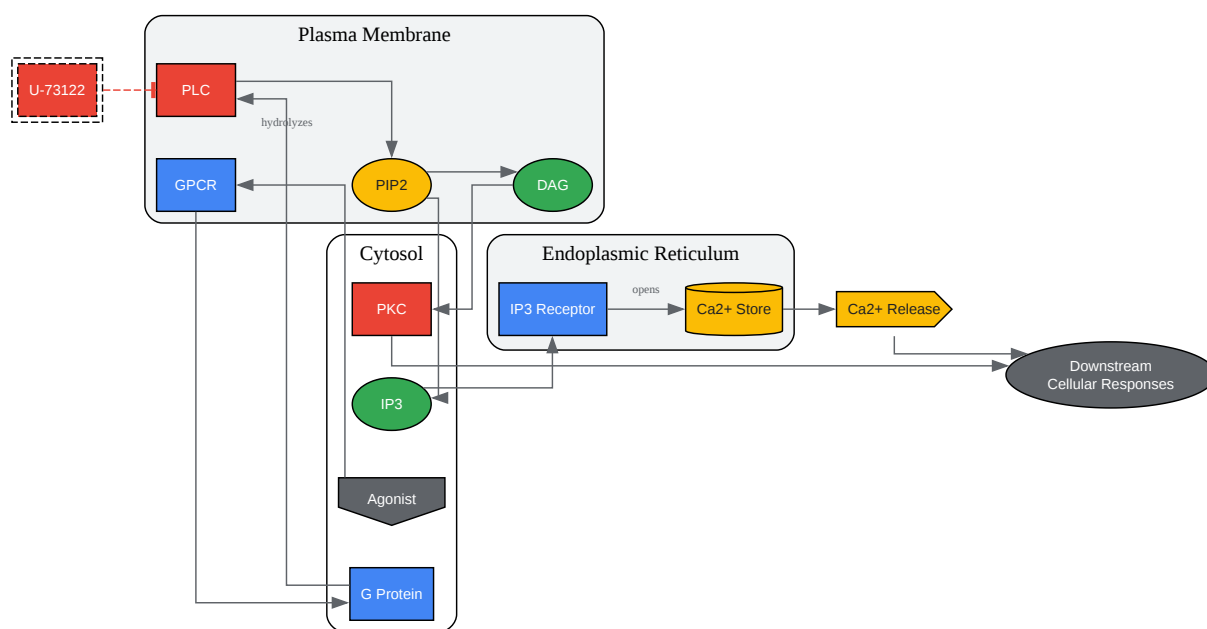 Plasma Membrane
U-73122
PLC
hydrolyzes
GPCR
PIP2
DAG
Cytosol
Endoplasmic Reticulum
PKC
IP3 Receptor
opens
Ca2+ Store
Ca2+ Release
Downstream
Cellular Responses
IP3
Agonist
G Protein